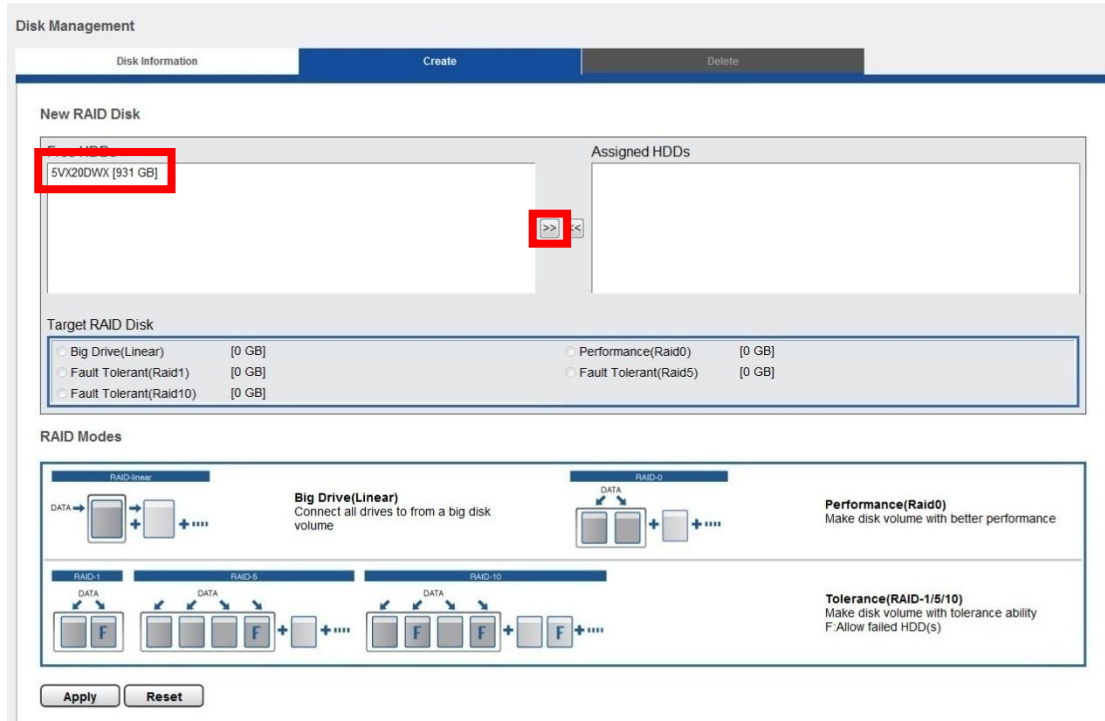 Disk Management
Disk Information Create Delete
New RAID Disk
Assigned HDDs
5VX20DWX [931 GB]
>>
Target RAID Disk
Big Drive(Linear) [0 GB] Performance(Raid0) [0 GB]
Fault Tolerant(Raid1) [0 GB] Fault Tolerant(Raid5) [0 GB]
Fault Tolerant(Raid10) [0 GB]
RAID Modes
RAID-linear
DATA
Big Drive(Linear)
Connect all drives to from a big disk
volume
RAID-0
DATA
Performance(Raid0)
Make disk volume with better performance
RAID-1 RAID-5 RAID-10
DATA DATA DATA
F F F F F
Tolerance(RAID-1/5/10)
Make disk volume with tolerance ability
F:Allow failed HDD(s)
Apply Reset